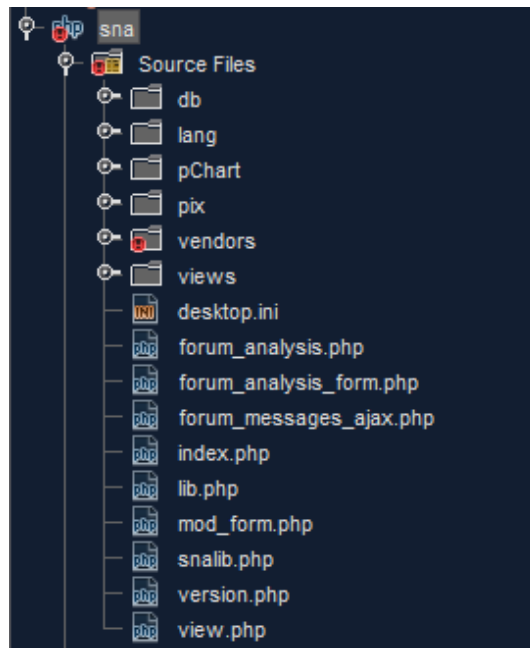 sna
Source Files
db
lang
pChart
pix
vendors
views
desktop.ini
forum_analysis.php
forum_analysis_form.php
forum_messages_ajax.php
index.php
lib.php
mod_form.php
snalib.php
version.php
view.php